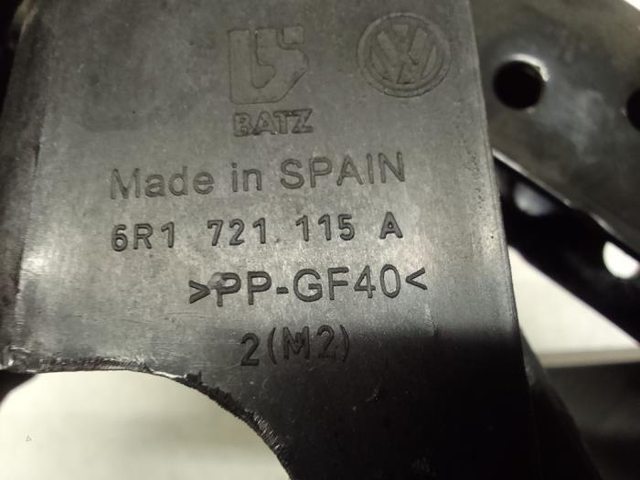 BATZ
Made in SPAIN
6R1 721 115 A
>PP-GF40<
2(M2)